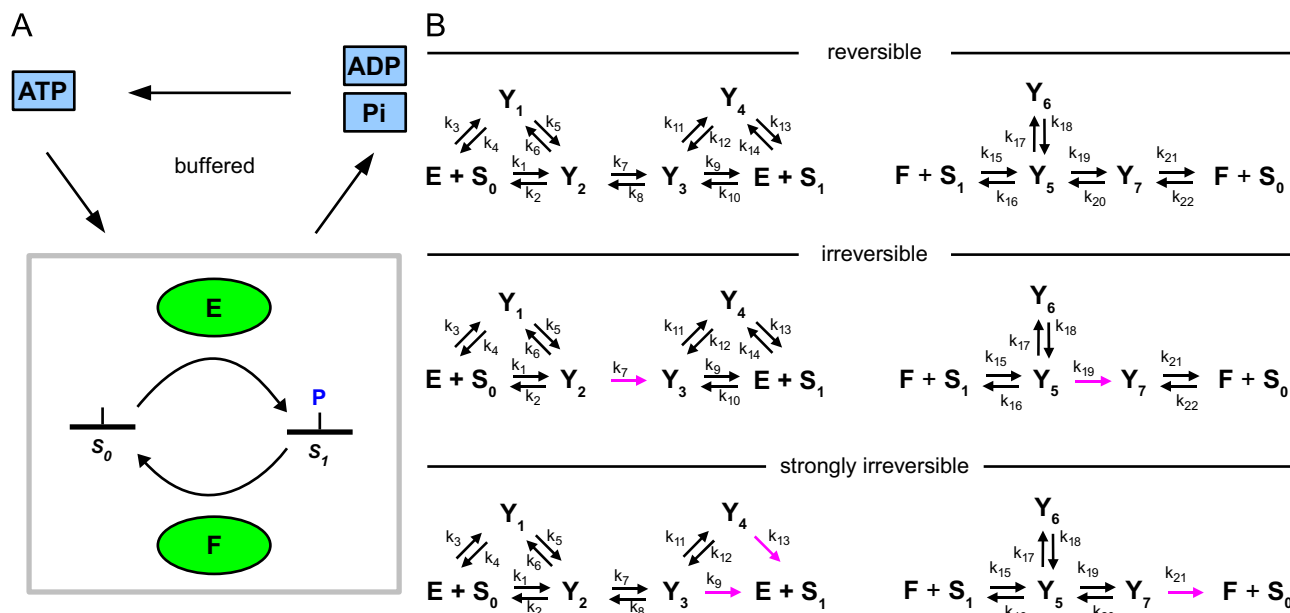 A
B
ATP
ADP
Pi
buffered
E
P
S₀
S₁
F
reversible
Y₁
Y₄
Y₆
k₃ k₄ k₅ k₆ k₁₁ k₁₂ k₁₃ k₁₄ k₁₇ k₁₈
k₁ k₇ k₉ k₁₅ k₁₉ k₂₁
E + S₀ Y₂ Y₃ E + S₁ F + S₁ Y₅ Y₇ F + S₀
k₂ k₈ k₁₀ k₁₆ k₂₀ k₂₂
irreversible
Y₁
Y₄
Y₆
k₃ k₄ k₅ k₆ k₁₁ k₁₂ k₁₃ k₁₄ k₁₇ k₁₈
k₁ k₇ k₉ k₁₅ k₁₉ k₂₁
E + S₀ Y₂ Y₃ E + S₁ F + S₁ Y₅ Y₇ F + S₀
k₂ k₁₀ k₁₆ k₂₂
strongly irreversible
Y₁
Y₄
Y₆
k₃ k₄ k₅ k₆ k₁₁ k₁₂ k₁₃ k₁₇ k₁₈
k₁ k₇ k₉ k₁₅ k₁₉ k₂₁
E + S₀ Y₂ Y₃ E + S₁ F + S₁ Y₅ Y₇ F + S₀
k₂ k₈